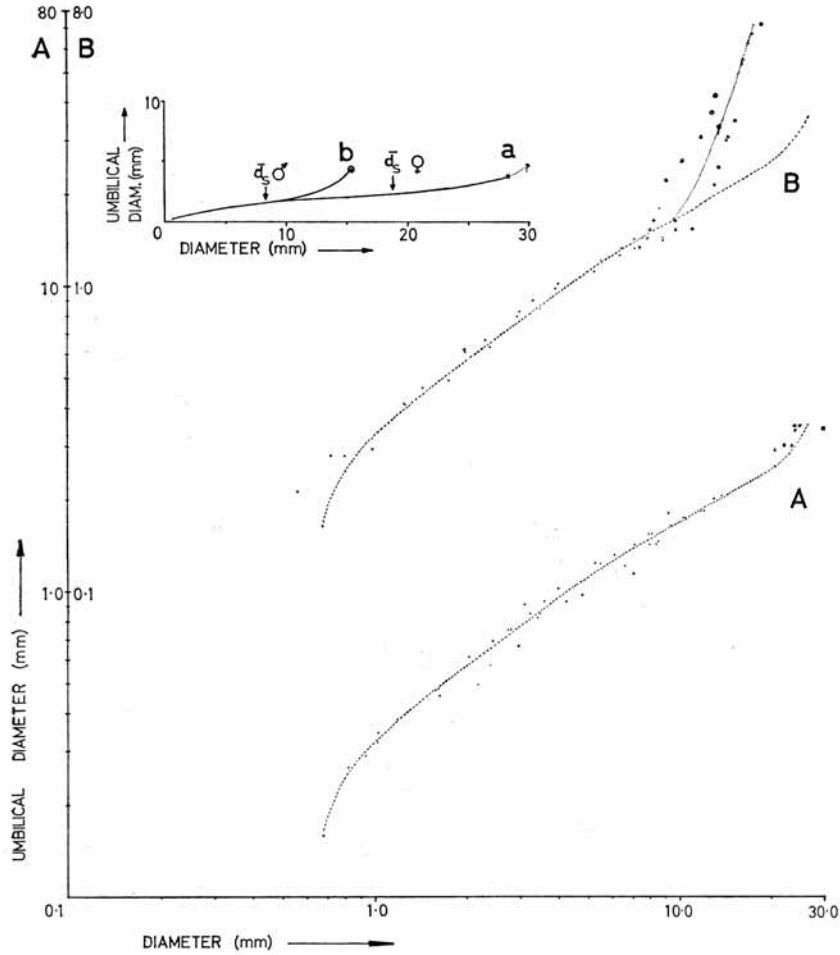 80 8·0
A B
10
UMBILICAL
DIAM. (mm)
d̄s ♂
b
d̄s ♀
a
0
0 10 20 30
DIAMETER (mm)
B
10 1·0
A
1·0 0·1
UMBILICAL DIAMETER (mm)
0·1 1·0 10·0 30·0
DIAMETER (mm)